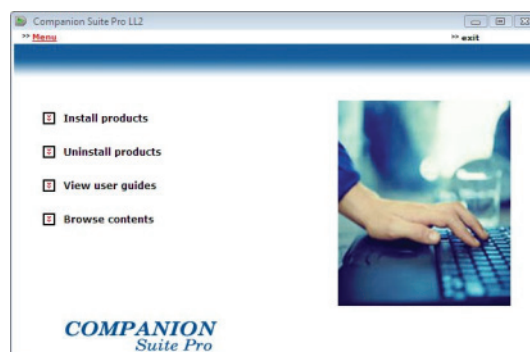 Companion Suite Pro LL2
>> Menu
>> exit
Install products
Uninstall products
View user guides
Browse contents
COMPANION
Suite Pro